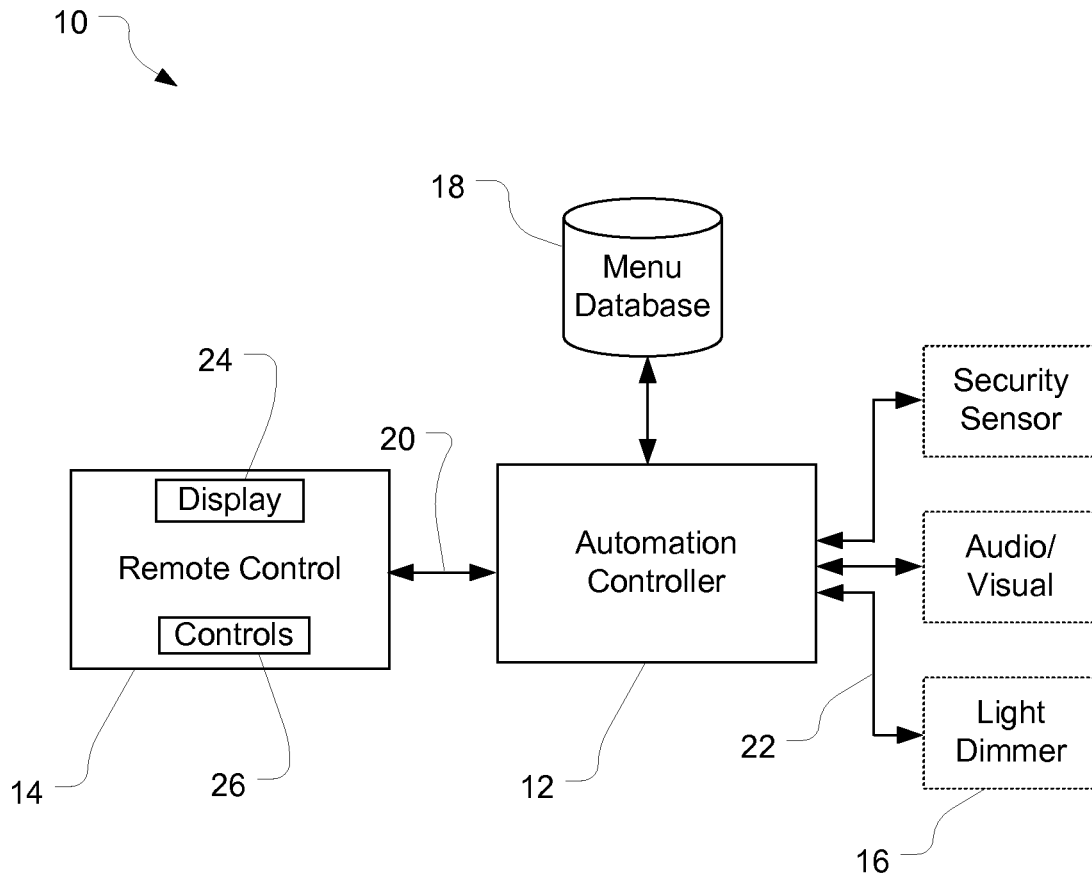 10
18
Menu
Database
24
20
Security
Sensor
Display
Remote Control
Controls
Automation
Controller
Audio/
Visual
Light
Dimmer
14
26
12
22
16